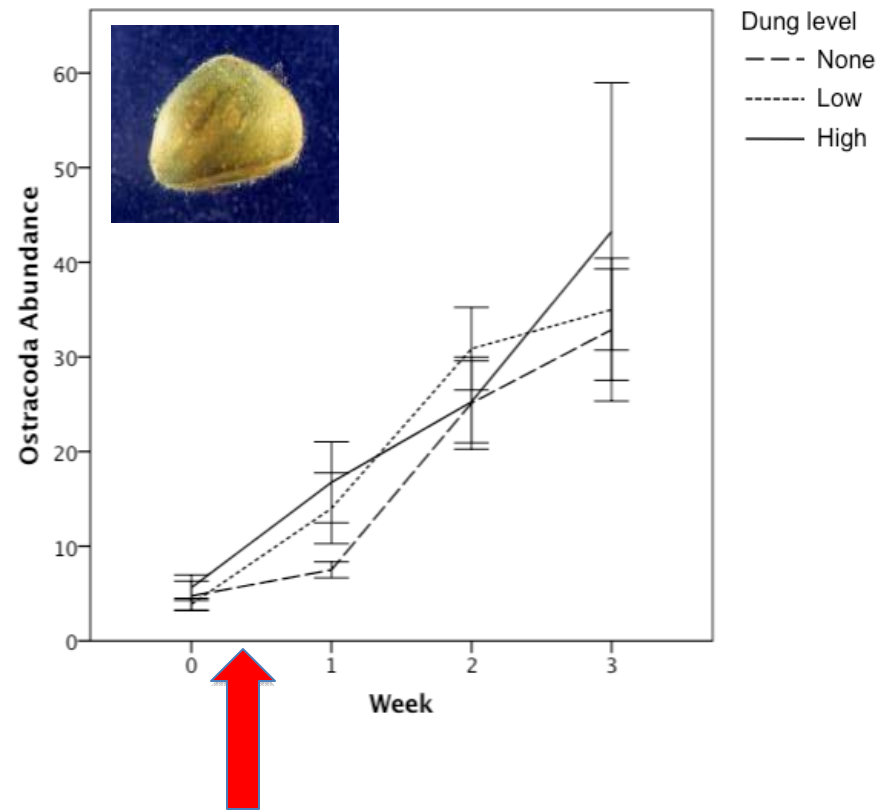 Dung level
None
Low
High
Ostracoda Abundance
60
50
40
30
20
10
0
0 1 2 3
Week